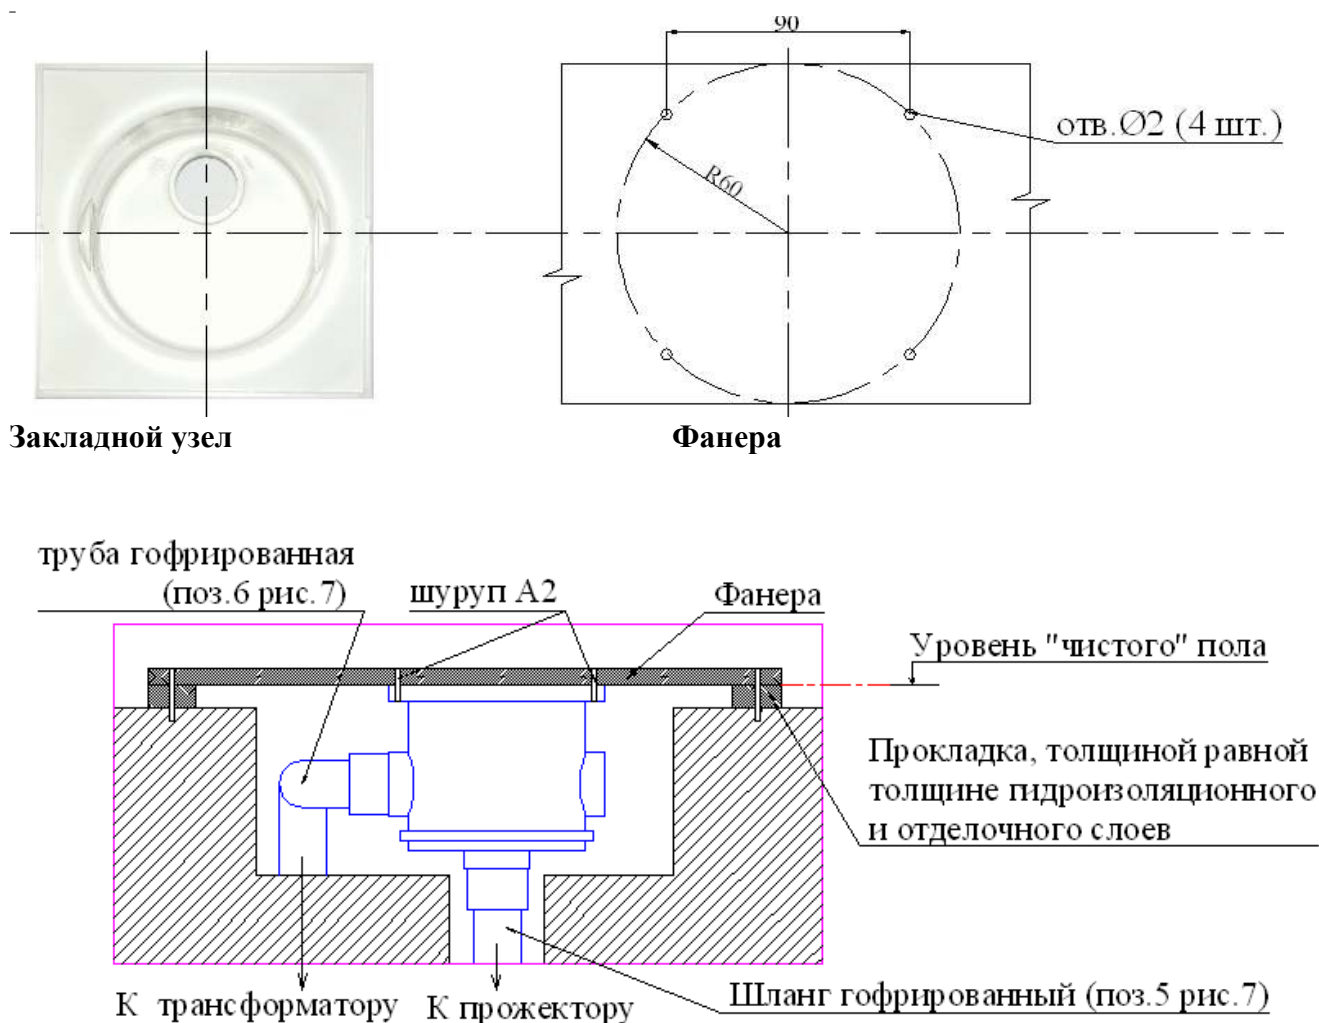 90
отв.Ø2 (4 шт.)
R60
Закладной узел
Фанера
труба гофрированная
(поз.6 рис.7)
шуруп А2
Фанера
Уровень "чистого" пола
Прокладка, толщиной равной
толщине гидроизоляционного
и отделочного слоев
К трансформатору
К прожектору
Шланг гофрированный (поз.5 рис.7)